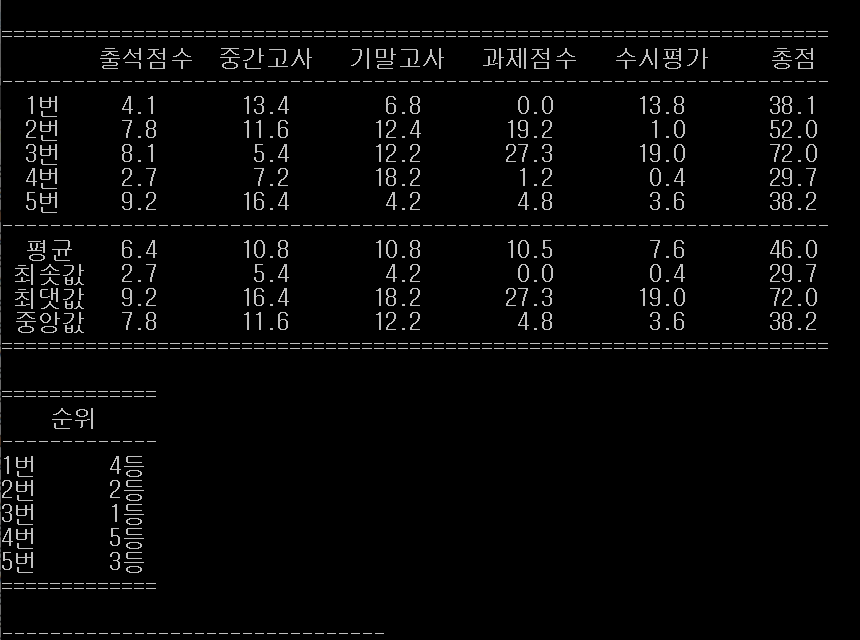 ======================================================================
출석점수 중간고사 기말고사 과제점수 수시평가 총점
----------------------------------------------------------------------
1번 4.1 13.4 6.8 0.0 13.8 38.1
2번 7.8 11.6 12.4 19.2 1.0 52.0
3번 8.1 5.4 12.2 27.3 19.0 72.0
4번 2.7 7.2 18.2 1.2 0.4 29.7
5번 9.2 16.4 4.2 4.8 3.6 38.2
----------------------------------------------------------------------
평균 6.4 10.8 10.8 10.5 7.6 46.0
최솟값 2.7 5.4 4.2 0.0 0.4 29.7
최댓값 9.2 16.4 18.2 27.3 19.0 72.0
중앙값 7.8 11.6 12.2 4.8 3.6 38.2
======================================================================
=============
순위
-------------
1번 4등
2번 2등
3번 1등
4번 5등
5번 3등
=============
--------------------------------